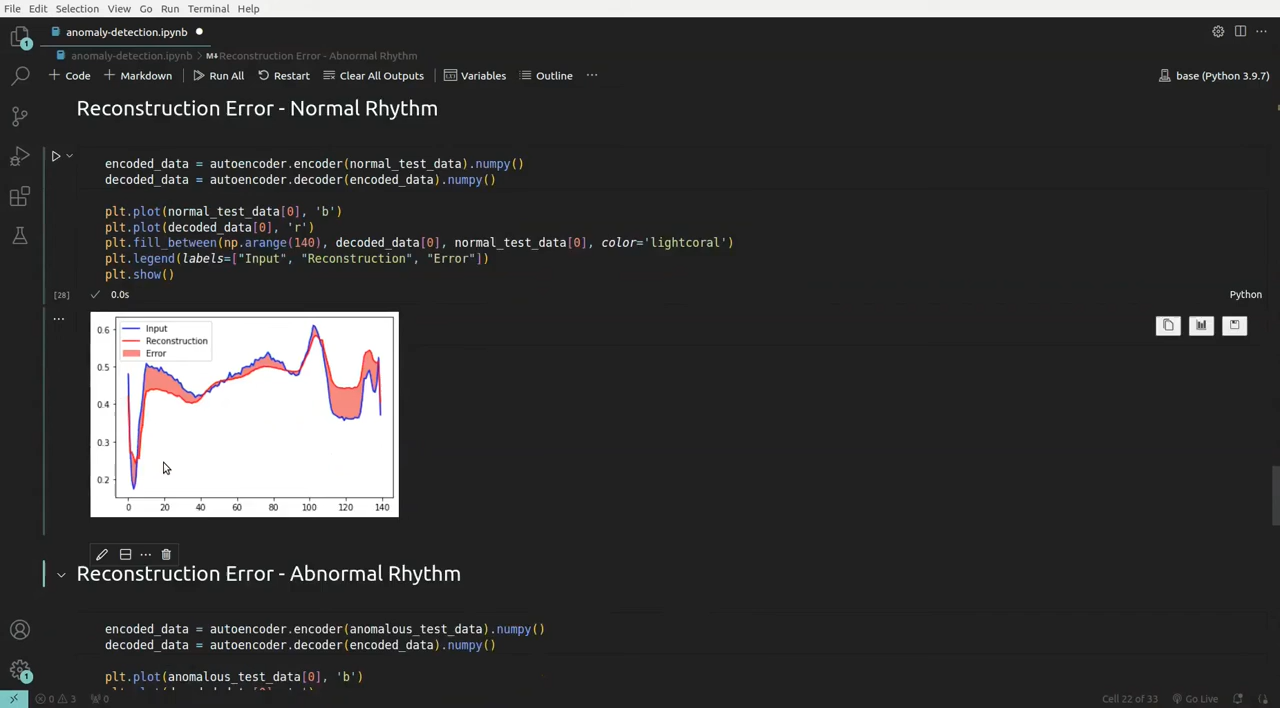 File Edit Selection View Go Run Terminal Help
anomaly-detection.ipynb
1
anomaly-detection.ipynb > M↓Reconstruction Error - Abnormal Rhythm
+ Code + Markdown Run All Restart Clear All Outputs Variables Outline ... base (Python 3.9.7)
Reconstruction Error - Normal Rhythm
encoded_data = autoencoder.encoder(normal_test_data).numpy()
decoded_data = autoencoder.decoder(encoded_data).numpy()
plt.plot(normal_test_data[0], 'b')
plt.plot(decoded_data[0], 'r')
plt.fill_between(np.arange(140), decoded_data[0], normal_test_data[0], color='lightcoral')
plt.legend(labels=["Input", "Reconstruction", "Error"])
plt.show()
[28] 0.0s Python
Input
Reconstruction
Error
0.6
0.5
0.4
0.3
0.2
0 20 40 60 80 100 120 140
Reconstruction Error - Abnormal Rhythm
encoded_data = autoencoder.encoder(anomalous_test_data).numpy()
decoded_data = autoencoder.decoder(encoded_data).numpy()
plt.plot(anomalous_test_data[0], 'b')
1
0 3 0 Cell 22 of 33 Go Live